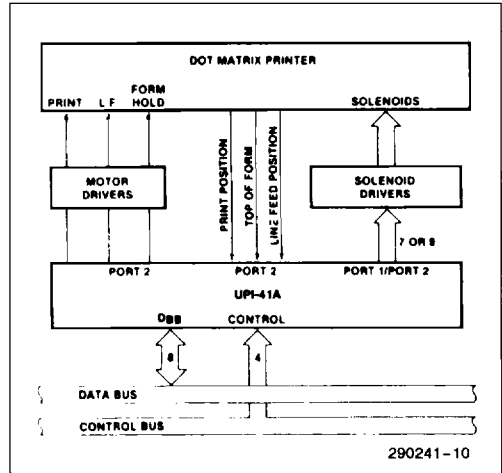 DOT MATRIX PRINTER
PRINT
L F
FORM
HOLD
SOLENOIDS
MOTOR
DRIVERS
PRINT POSITION
TOP OF FORM
LINE FEED POSITION
SOLENOID
DRIVERS
7 OR 9
PORT 2
PORT 2
PORT 1/PORT 2
UPI-41A
DBB
CONTROL
8
4
DATA BUS
CONTROL BUS
290241-10